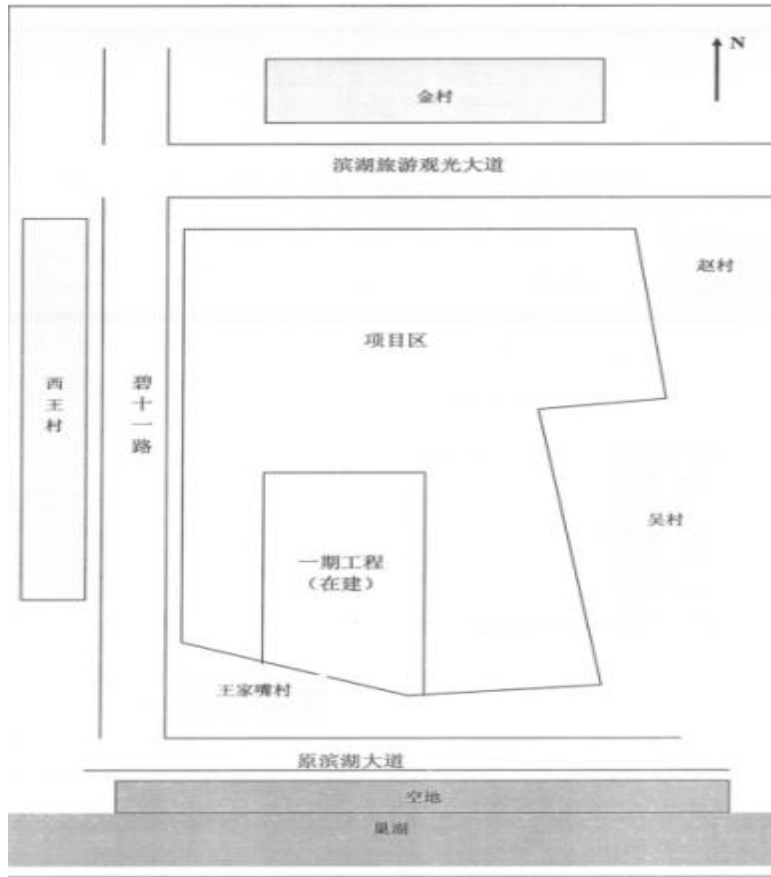 N
金村
滨湖旅游观光大道
赵村
项目区
西王村
碧十一路
吴村
一期工程
（在建）
王家嘴村
原滨湖大道
空地
巢湖